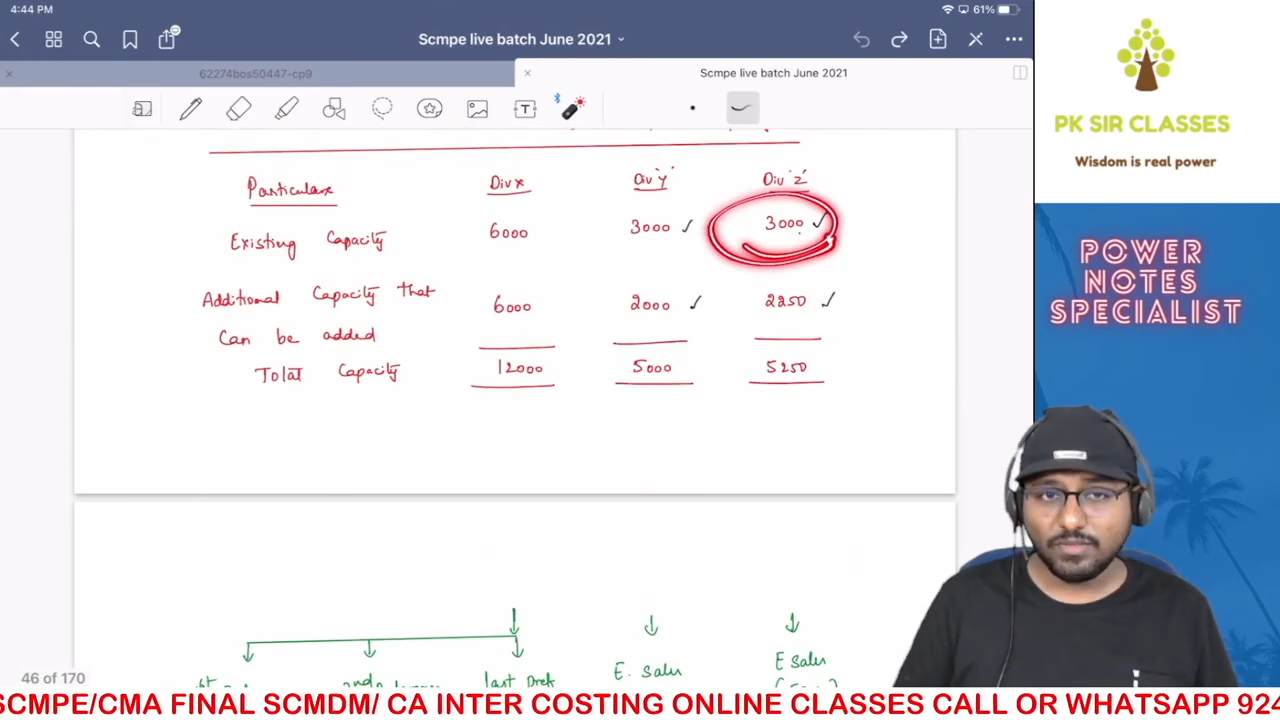 4:44 PM
61%
Scmpe live batch June 2021
62274bos50447-cp9
Scmpe live batch June 2021
PK SIR CLASSES
Wisdom is real power
POWER
NOTES
SPECIALIST
Particulars Div x Div 'y' Div 'z'
Existing Capacity 6000 3000 ✓ 3000 ✓
Additional Capacity that 6000 2000 ✓ 2250 ✓
Can be added
Total Capacity 12000 5000 5250
E. Sales
E Sales
last Pref
46 of 170
SCMPE/CMA FINAL SCMDM/ CA INTER COSTING ONLINE CLASSES CALL OR WHATSAPP 924